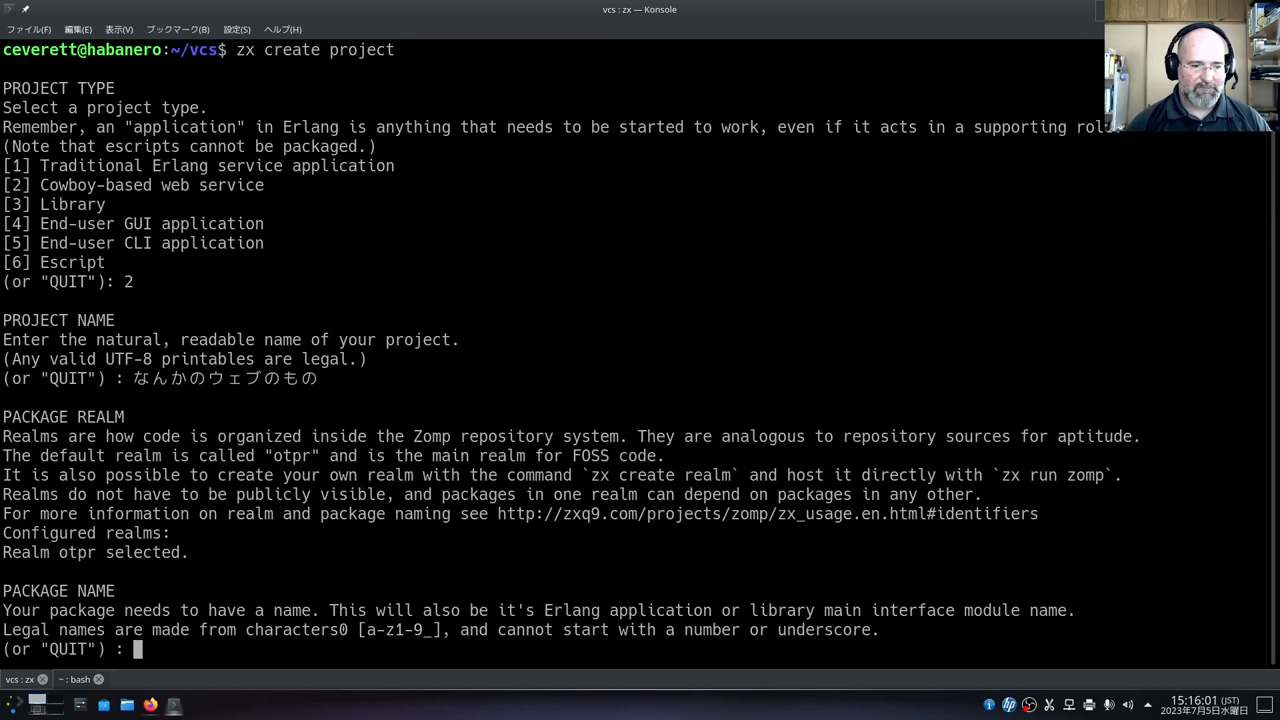 vcs : zx — Konsole
ファイル(F) 編集(E) 表示(V) ブックマーク(B) 設定(S) ヘルプ(H)
ceverett@habanero:~/vcs$ zx create project
PROJECT TYPE
Select a project type.
Remember, an "application" in Erlang is anything that needs to be started to work, even if it acts in a supporting role.
(Note that escripts cannot be packaged.)
[1] Traditional Erlang service application
[2] Cowboy-based web service
[3] Library
[4] End-user GUI application
[5] End-user CLI application
[6] Escript
(or "QUIT"): 2
PROJECT NAME
Enter the natural, readable name of your project.
(Any valid UTF-8 printables are legal.)
(or "QUIT") : なんかのウェブのもの
PACKAGE REALM
Realms are how code is organized inside the Zomp repository system. They are analogous to repository sources for aptitude.
The default realm is called "otpr" and is the main realm for FOSS code.
It is also possible to create your own realm with the command `zx create realm` and host it directly with `zx run zomp`.
Realms do not have to be publicly visible, and packages in one realm can depend on packages in any other.
For more information on realm and package naming see http://zxq9.com/projects/zomp/zx_usage.en.html#identifiers
Configured realms:
Realm otpr selected.
PACKAGE NAME
Your package needs to have a name. This will also be it's Erlang application or library main interface module name.
Legal names are made from characters0 [a-z1-9_], and cannot start with a number or underscore.
(or "QUIT") :
vcs : zx ~ : bash
15:16:01 (JST)
2023年7月5日水曜日